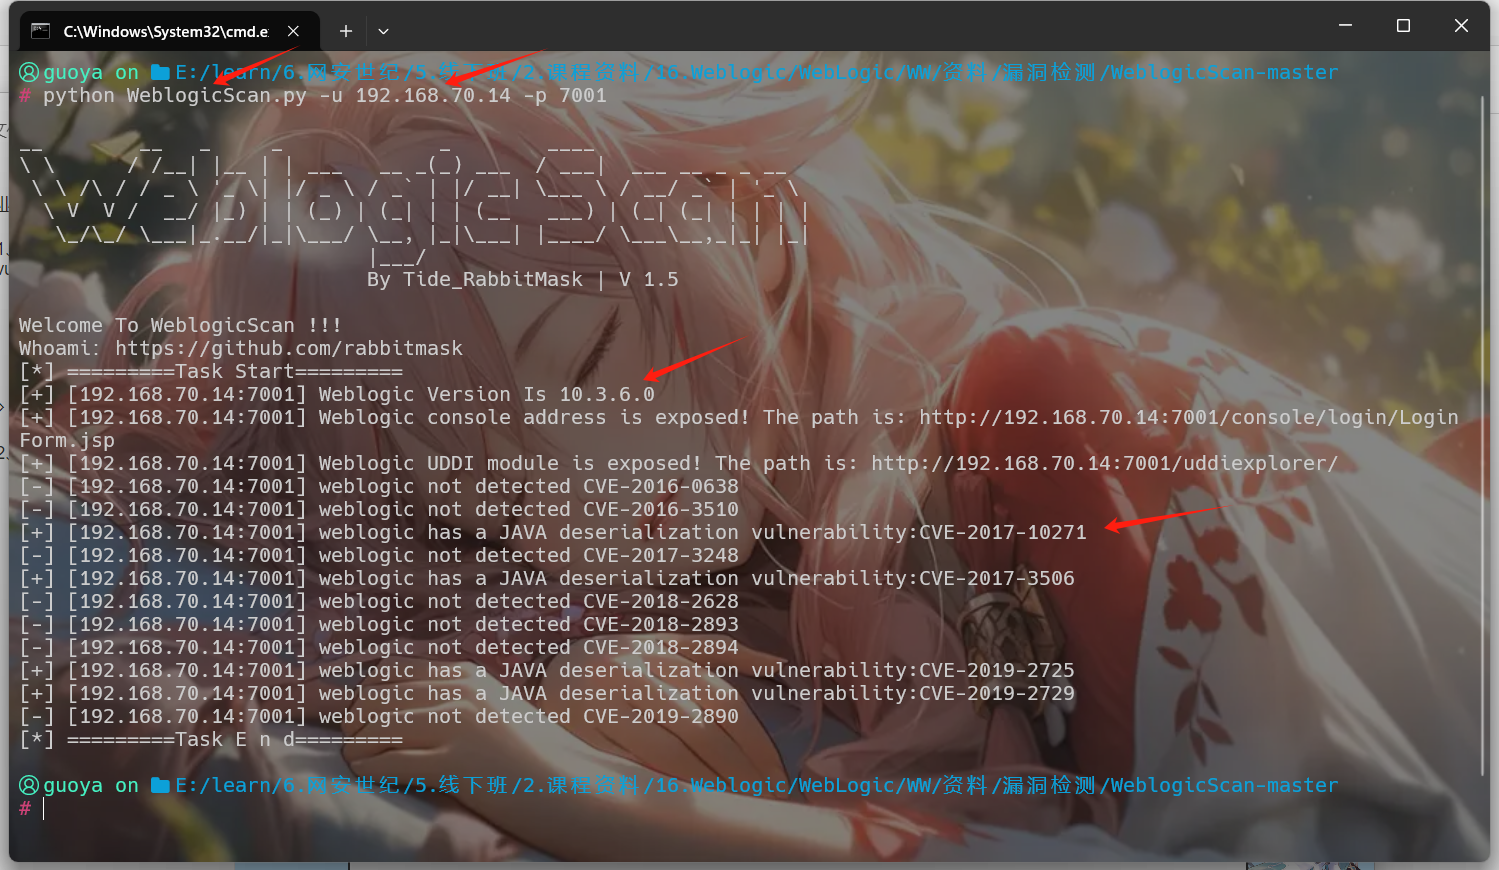 C:\Windows\System32\cmd.e
guoya on E:/learn/6.网安世纪/5.线下班/2.课程资料/16.Weblogic/WebLogic/WW/资料/漏洞检测/WeblogicScan-master
# python WeblogicScan.py -u 192.168.70.14 -p 7001
By Tide_RabbitMask | V 1.5
Welcome To WeblogicScan !!!
Whoami: https://github.com/rabbitmask
[*] =========Task Start=========
[+] [192.168.70.14:7001] Weblogic Version Is 10.3.6.0
[+] [192.168.70.14:7001] Weblogic console address is exposed! The path is: http://192.168.70.14:7001/console/login/Login
Form.jsp
[+] [192.168.70.14:7001] Weblogic UDDI module is exposed! The path is: http://192.168.70.14:7001/uddiexplorer/
[-] [192.168.70.14:7001] weblogic not detected CVE-2016-0638
[-] [192.168.70.14:7001] weblogic not detected CVE-2016-3510
[+] [192.168.70.14:7001] weblogic has a JAVA deserialization vulnerability:CVE-2017-10271
[-] [192.168.70.14:7001] weblogic not detected CVE-2017-3248
[+] [192.168.70.14:7001] weblogic has a JAVA deserialization vulnerability:CVE-2017-3506
[-] [192.168.70.14:7001] weblogic not detected CVE-2018-2628
[-] [192.168.70.14:7001] weblogic not detected CVE-2018-2893
[-] [192.168.70.14:7001] weblogic not detected CVE-2018-2894
[+] [192.168.70.14:7001] weblogic has a JAVA deserialization vulnerability:CVE-2019-2725
[+] [192.168.70.14:7001] weblogic has a JAVA deserialization vulnerability:CVE-2019-2729
[-] [192.168.70.14:7001] weblogic not detected CVE-2019-2890
[*] =========Task E n d=========
guoya on E:/learn/6.网安世纪/5.线下班/2.课程资料/16.Weblogic/WebLogic/WW/资料/漏洞检测/WeblogicScan-master
#